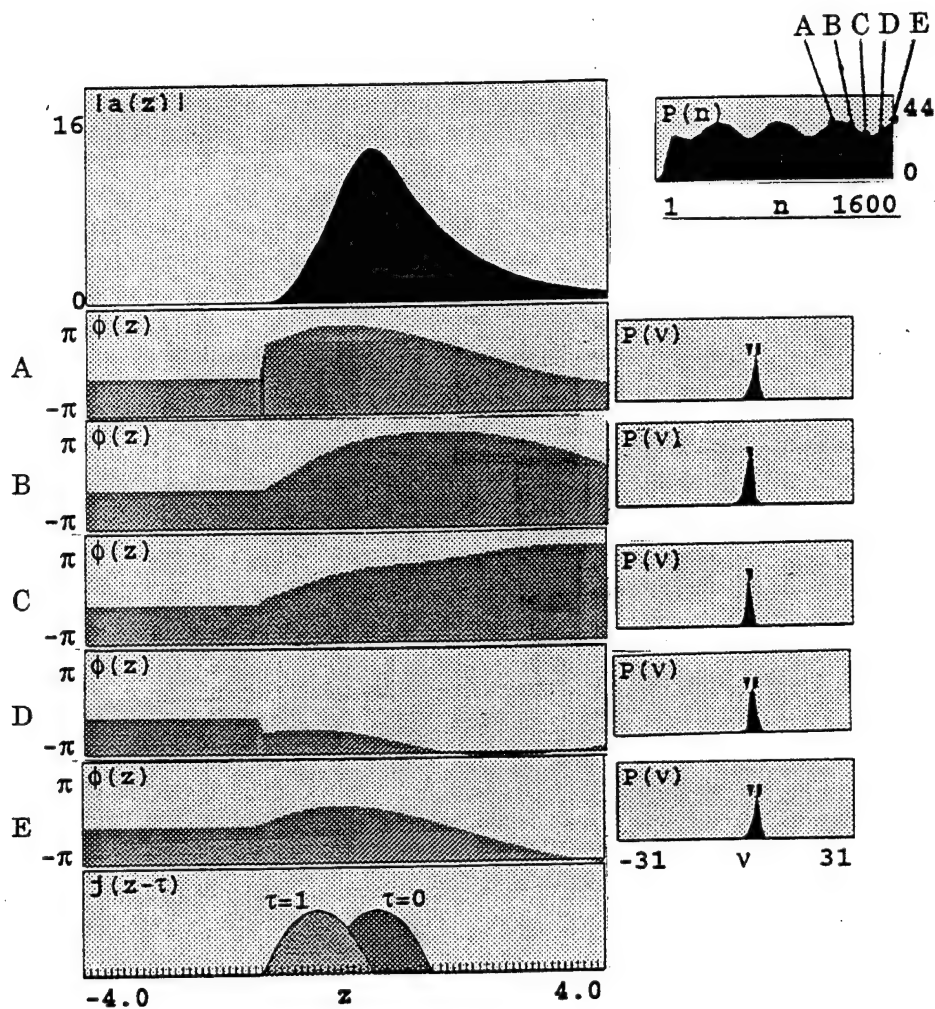 A B C D E
|a(z)|
16
0
P(n)
44
0
1 n 1600
A
π
-π
ϕ(z)
P(ν)
B
π
-π
ϕ(z)
P(ν)
C
π
-π
ϕ(z)
P(ν)
D
π
-π
ϕ(z)
P(ν)
E
π
-π
ϕ(z)
P(ν)
-31 ν 31
j(z-τ)
τ=1 τ=0
-4.0 z 4.0